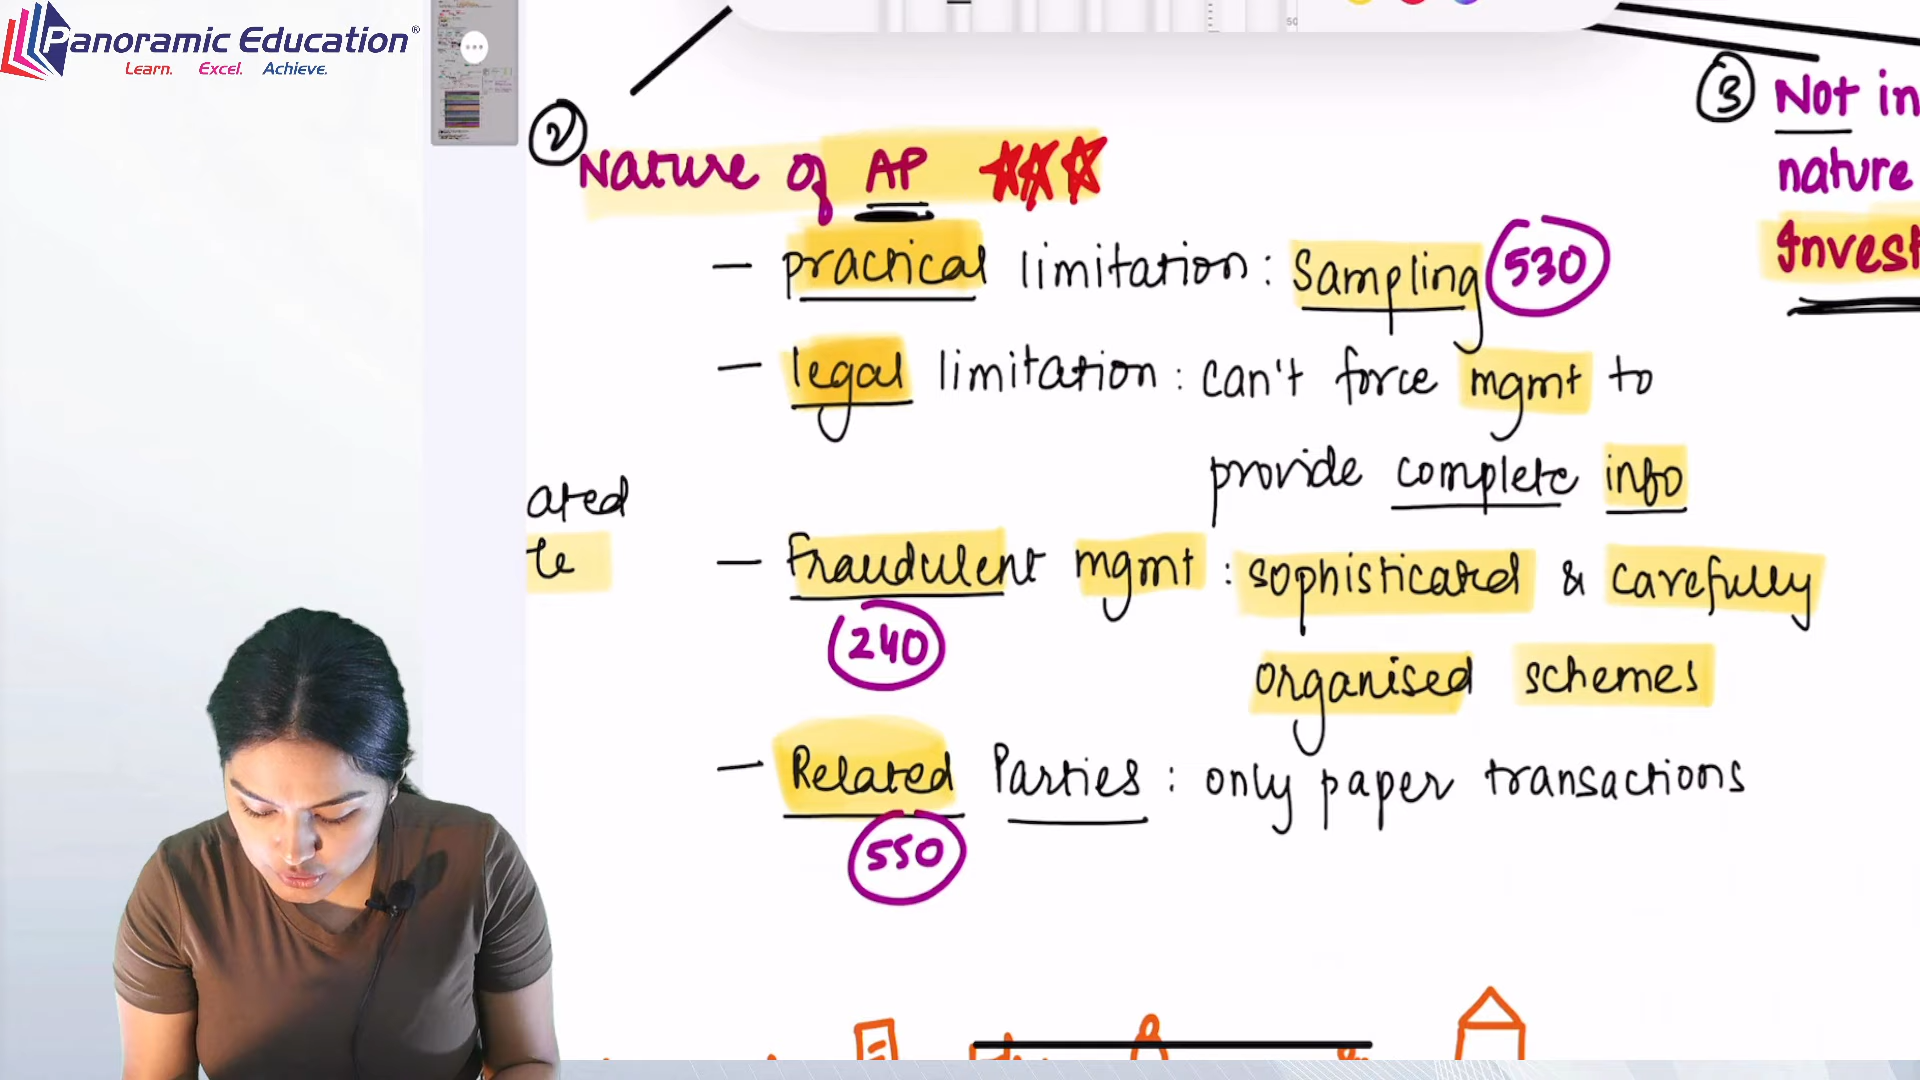 Panoramic Education®
Learn. Excel. Achieve.
2
Nature of AP
- practical limitation : Sampling 530
- legal limitation : can't force mgmt to
provide complete info
- Fraudulent mgmt : sophisticated & carefully
240
organised schemes
- Related Parties : only paper transactions
550
ated
te
3 Not in
nature
Invest
50